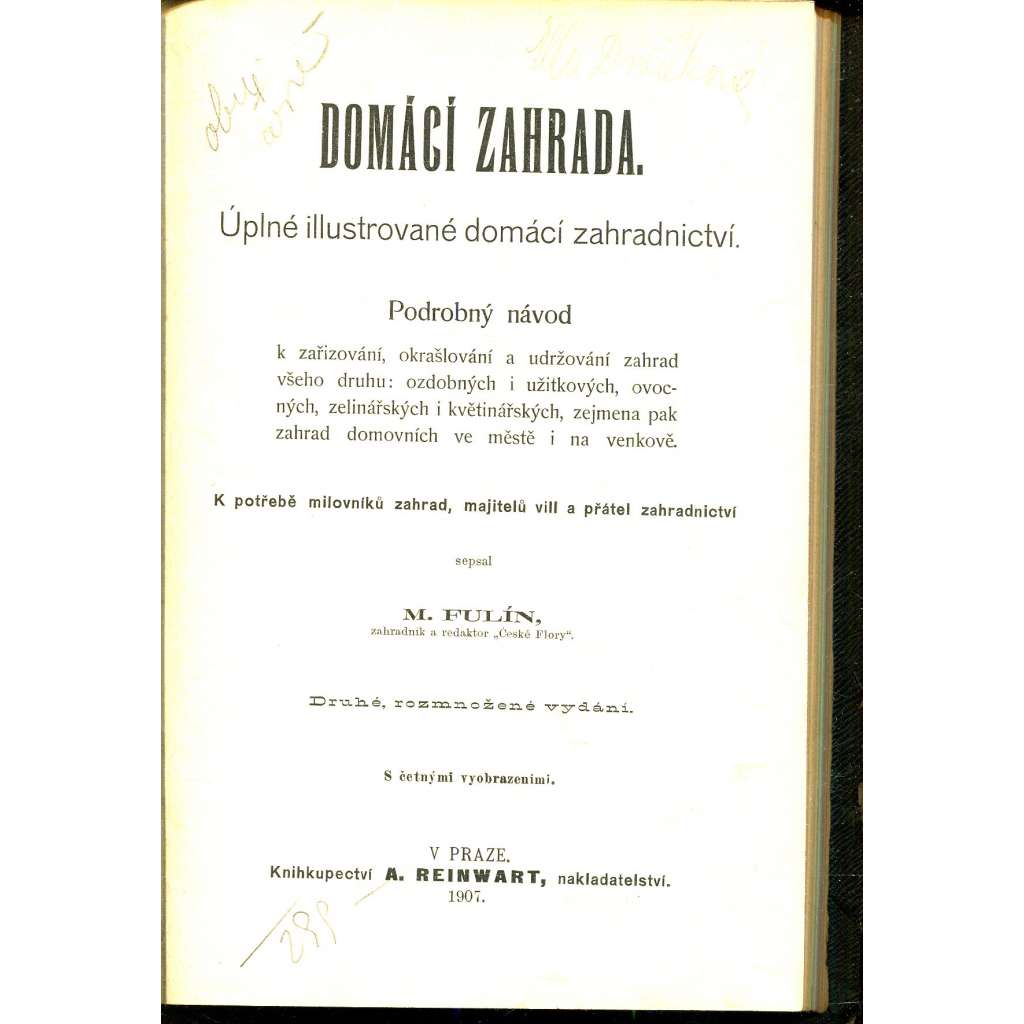 DOMÁCÍ ZAHRADA.
Úplné illustrované domácí zahradnictví.
Podrobný návod
k zařizování, okrašlování a udržování zahrad
všeho druhu: ozdobných i užitkových, ovoc-
ných, zelinářských i květinářských, zejmena pak
zahrad domovních ve městě i na venkově.
K potřebě milovníků zahrad, majitelů vill a přátel zahradnictví
sepsal
M. FULÍN,
zahradník a redaktor „České Flory“.
Druhé, rozmnožené vydání.
S četnými vyobrazeními.
V PRAZE.
Knihkupectví A. REINWART, nakladatelství.
1907.